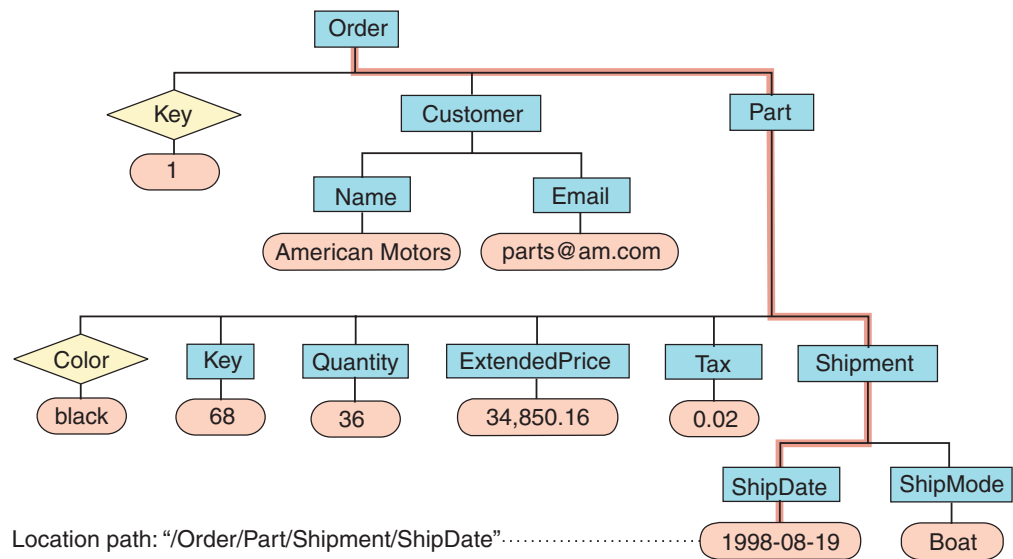 Order
Key
Customer
Part
1
Name
Email
American Motors
parts@am.com
Color
Key
Quantity
ExtendedPrice
Tax
Shipment
black
68
36
34,850.16
0.02
ShipDate
ShipMode
Location path: “/Order/Part/Shipment/ShipDate”
1998-08-19
Boat